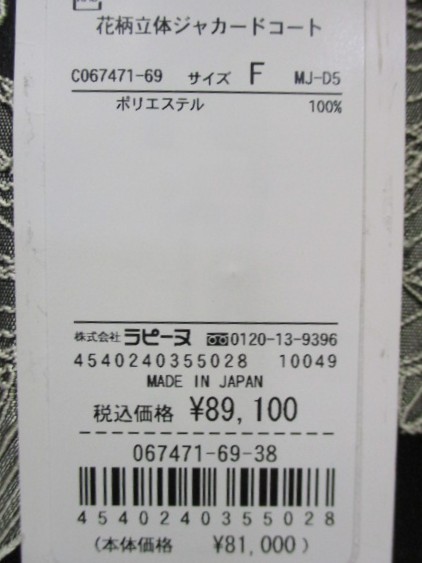 花柄立体ジャカードコート
C067471-69 サイズ F MJ-D5
ポリエステル 100%
株式会社 ラピーヌ 0120-13-9396
4540240355028 10049
MADE IN JAPAN
税込価格 ¥89,100
067471-69-38
4540240355028
(本体価格 ¥81,000)